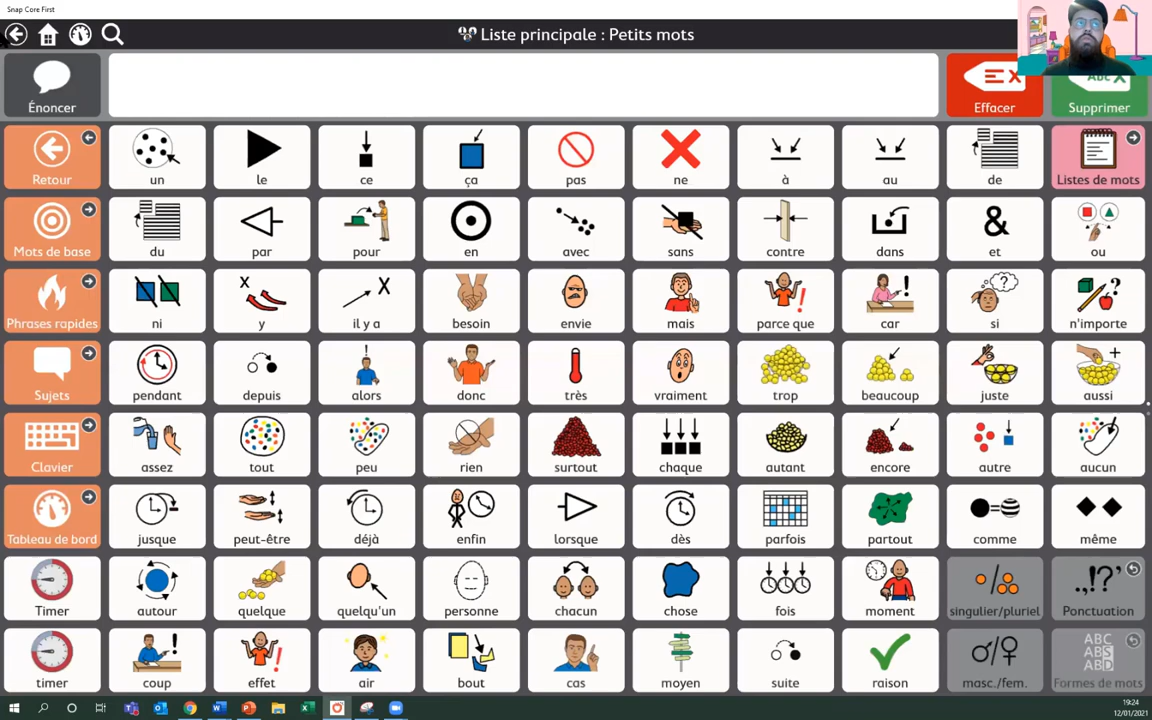 Snap Core First
Liste principale : Petits mots
Énoncer
Effacer
ABC
Supprimer
Retour
un
le
ce
ça
pas
ne
à
au
de
Listes de mots
Mots de base
du
par
pour
en
avec
sans
contre
dans
&
et
ou
Phrases rapides
ni
X
y
X
il y a
besoin
envie
mais
parce que
car
?
si
?
n'importe
Sujets
pendant
depuis
alors
donc
très
vraiment
trop
beaucoup
juste
aussi
Clavier
assez
tout
peu
rien
surtout
chaque
autant
encore
autre
aucun
Tableau de bord
jusque
peut-être
déjà
enfin
lorsque
dès
parfois
partout
comme
même
Timer
autour
quelque
quelqu'un
personne
chacun
chose
fois
moment
singulier/pluriel
.,!?'
Ponctuation
timer
coup
effet
air
bout
cas
moyen
suite
raison
masc./fem.
ABC
ABS
ABD
Formes de mots
19:24
12/01/2021